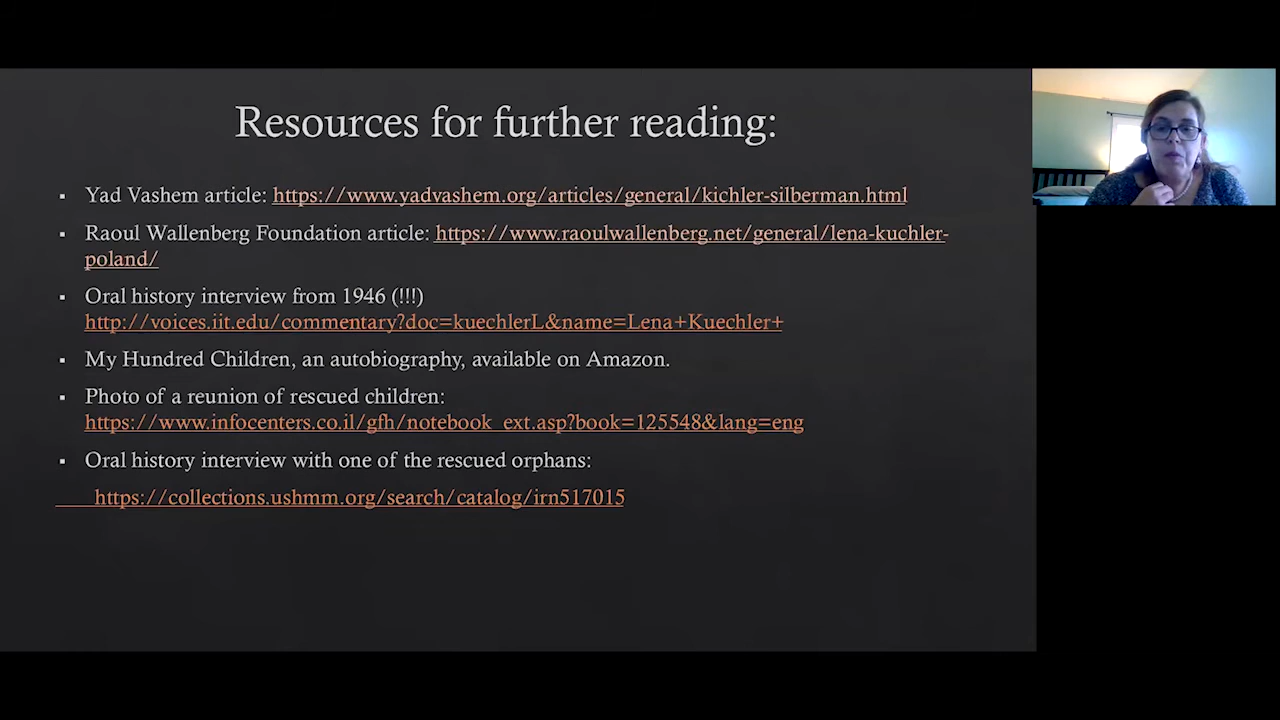 Resources for further reading:
▪ Yad Vashem article: https://www.yadvashem.org/articles/general/kichler-silberman.html
▪ Raoul Wallenberg Foundation article: https://www.raoulwallenberg.net/general/lena-kuchler-
poland/
▪ Oral history interview from 1946 (!!!)
http://voices.iit.edu/commentary?doc=kuechlerL&name=Lena+Kuechler+
▪ My Hundred Children, an autobiography, available on Amazon.
▪ Photo of a reunion of rescued children:
https://www.infocenters.co.il/gfh/notebook_ext.asp?book=125548&lang=eng
▪ Oral history interview with one of the rescued orphans:
https://collections.ushmm.org/search/catalog/irn517015